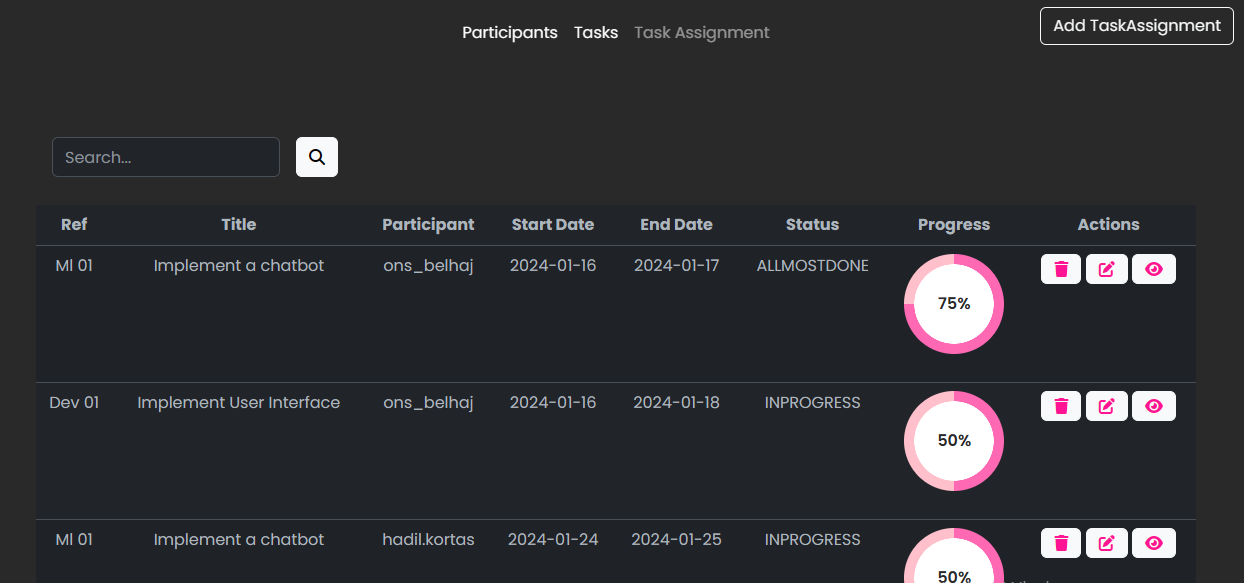 Participants Tasks Task Assignment Add TaskAssignment
Search...
Ref Title Participant Start Date End Date Status Progress Actions
Ml 01 Implement a chatbot ons_belhaj 2024-01-16 2024-01-17 ALLMOSTDONE 75%
Dev 01 Implement User Interface ons_belhaj 2024-01-16 2024-01-18 INPROGRESS 50%
Ml 01 Implement a chatbot hadil.kortas 2024-01-24 2024-01-25 INPROGRESS 50%